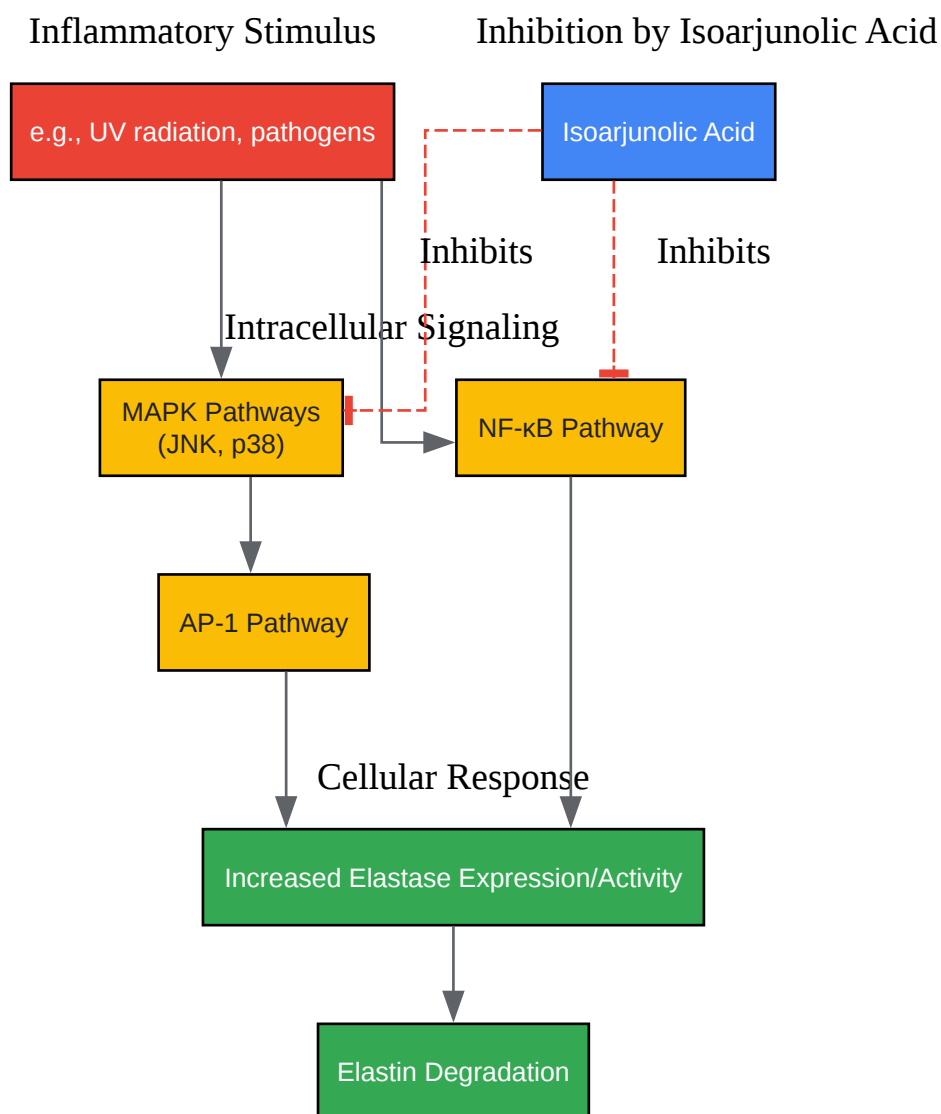 Inflammatory Stimulus
Inhibition by Isoarjunolic Acid
e.g., UV radiation, pathogens
Isoarjunolic Acid
Inhibits
Inhibits
Intracellular Signaling
MAPK Pathways
(JNK, p38)
NF-κB Pathway
AP-1 Pathway
Cellular Response
Increased Elastase Expression/Activity
Elastin Degradation